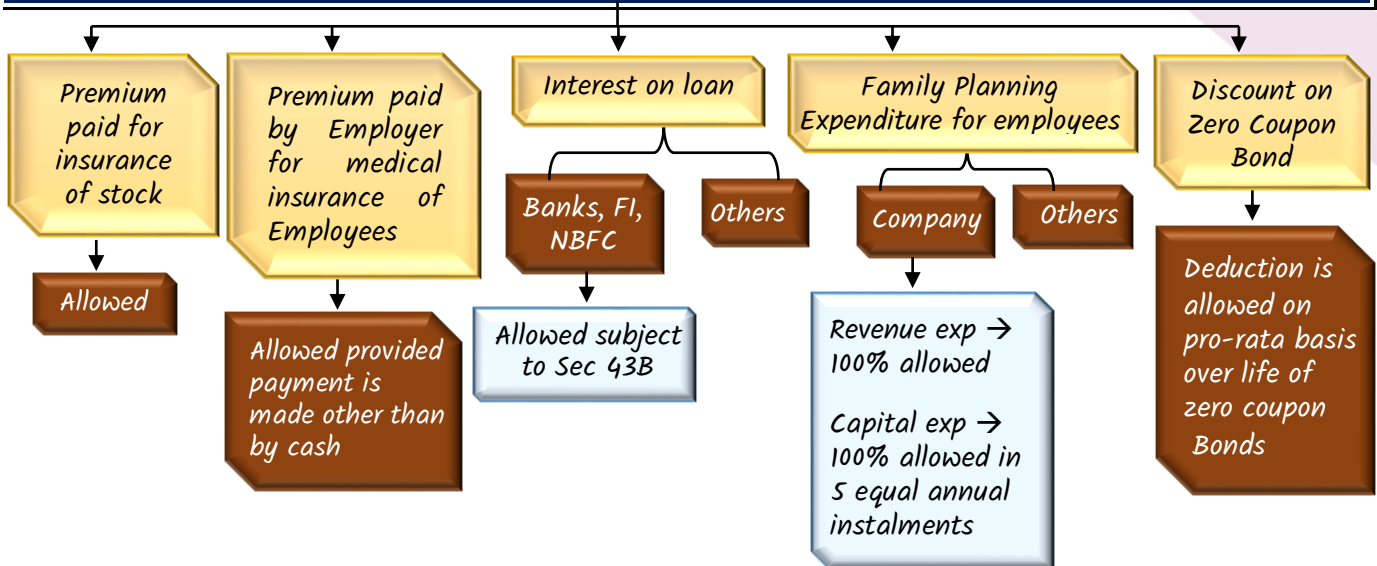 Premium
paid for
insurance
of stock
Allowed
Premium paid
by Employer
for medical
insurance of
Employees
Allowed provided
payment is
made other than
by cash
Interest on loan
Banks, FI,
NBFC
Others
Allowed subject
to Sec 43B
Family Planning
Expenditure for employees
Company
Others
Revenue exp →
100% allowed
Capital exp →
100% allowed in
5 equal annual
instalments
Discount on
Zero Coupon
Bond
Deduction is
allowed on
pro-rata basis
over life of
zero coupon
Bonds